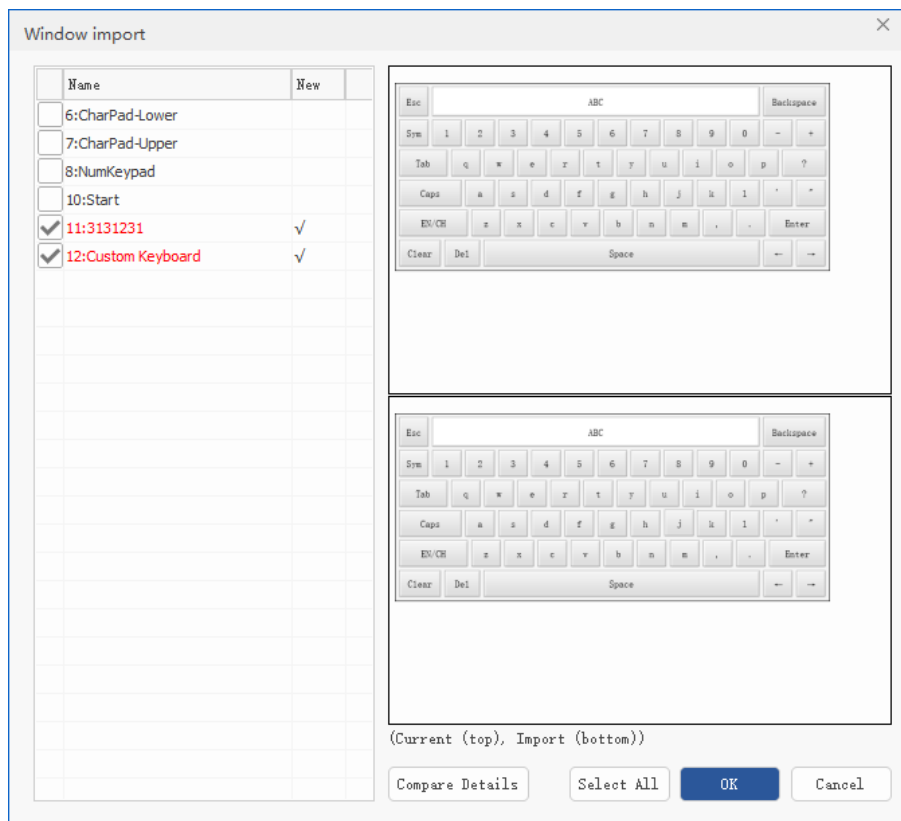 Window import
Name New
6:CharPad-Lower
7:CharPad-Upper
8:NumKeypad
10:Start
11:3131231 √
12:Custom Keyboard √
Esc ABC Backspace
Sym 1 2 3 4 5 6 7 8 9 0 - +
Tab q w e r t y u i o p ?
Caps a s d f g h j k l ' "
EN/CH z x c v b n m , . Enter
Clear Del Space ← →
Esc ABC Backspace
Sym 1 2 3 4 5 6 7 8 9 0 - +
Tab q w e r t y u i o p ?
Caps a s d f g h j k l ' "
EN/CH z x c v b n m , . Enter
Clear Del Space ← →
(Current (top), Import (bottom))
Compare Details Select All OK Cancel